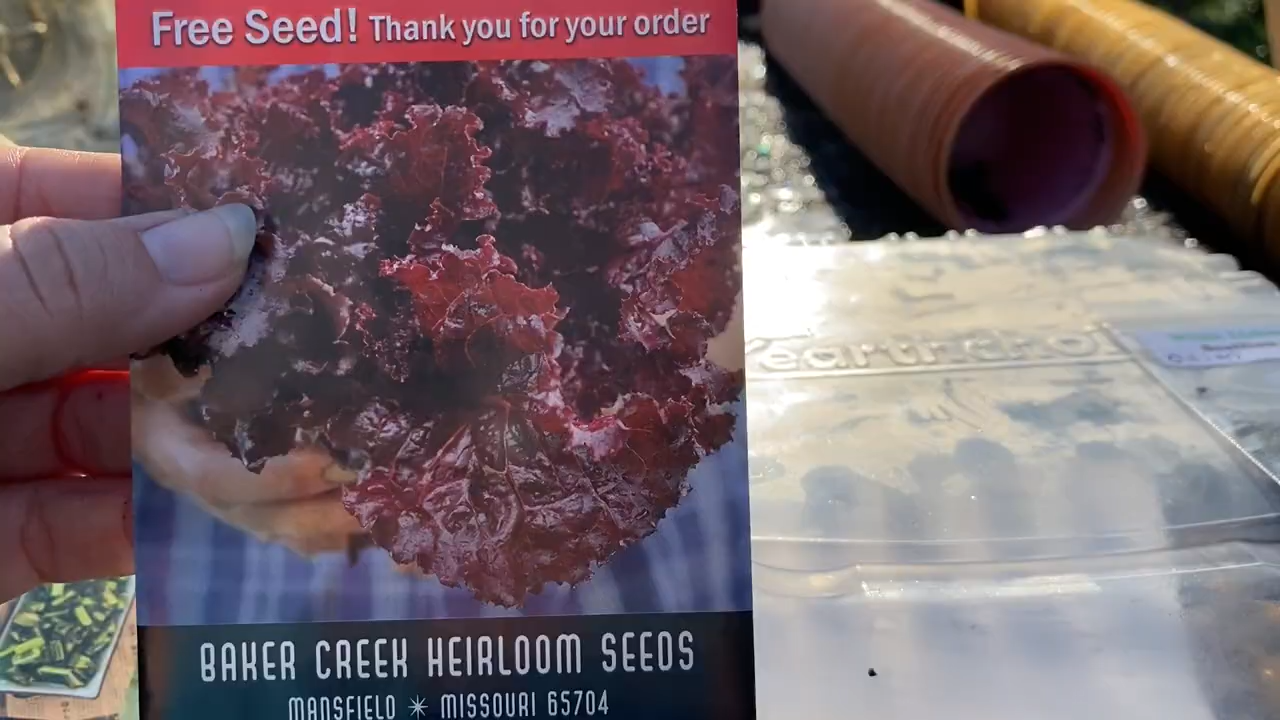 Free Seed! Thank you for your order
BAKER CREEK HEIRLOOM SEEDS
MANSFIELD ✴ MISSOURI 65704